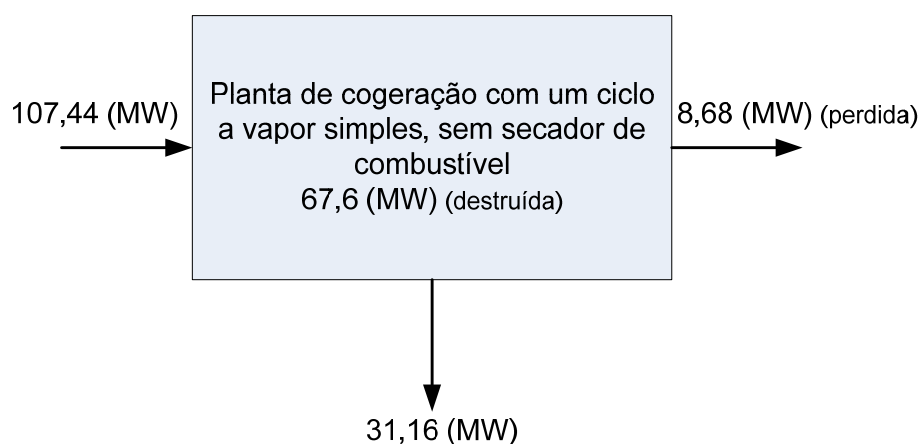 107,44 (MW)
Planta de cogeração com um ciclo
a vapor simples, sem secador de
combustível
67,6 (MW) (destruída)
8,68 (MW) (perdida)
31,16 (MW)